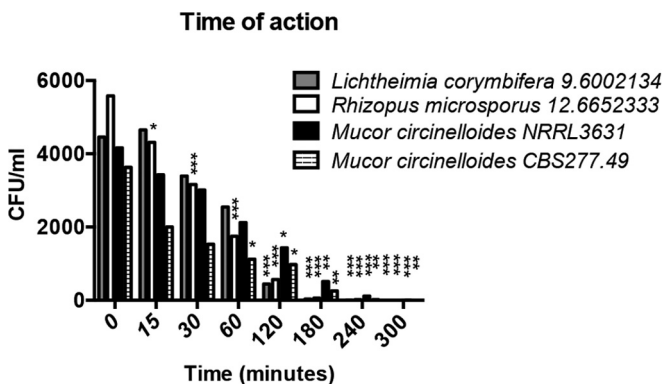 Time of action
6000
4000
2000
0
CFU/ml
Lichtheimia corymbifera 9.6002134
Rhizopus microsporus 12.6652333
Mucor circinelloides NRRL3631
Mucor circinelloides CBS277.49
*
***
***
*
***
***
*
*
0
15
30
60
120
180
240
300
Time (minutes)